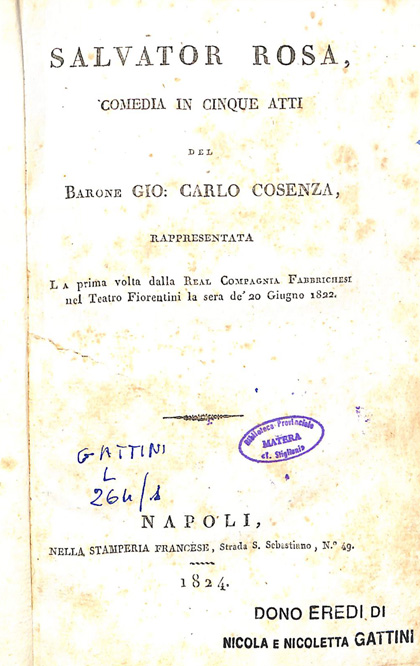 SALVATOR ROSA,
COMEDIA IN CINQUE ATTI
DEL
BARONE GIO: CARLO COSENZA,
RAPPRESENTATA
LA prima volta dalla REAL COMPAGNIA FABBRICHESI
nel Teatro Fiorentini la sera de' 20 Giugno 1822.
GATTINI
L
264/1
Biblioteca Provinciale
MATERA
«T. Stigliani»
NAPOLI,
NELLA STAMPERIA FRANCESE, Strada S. Sebastiano, N.° 49.
1824.
DONO EREDI DI
NICOLA E NICOLETTA GATTINI